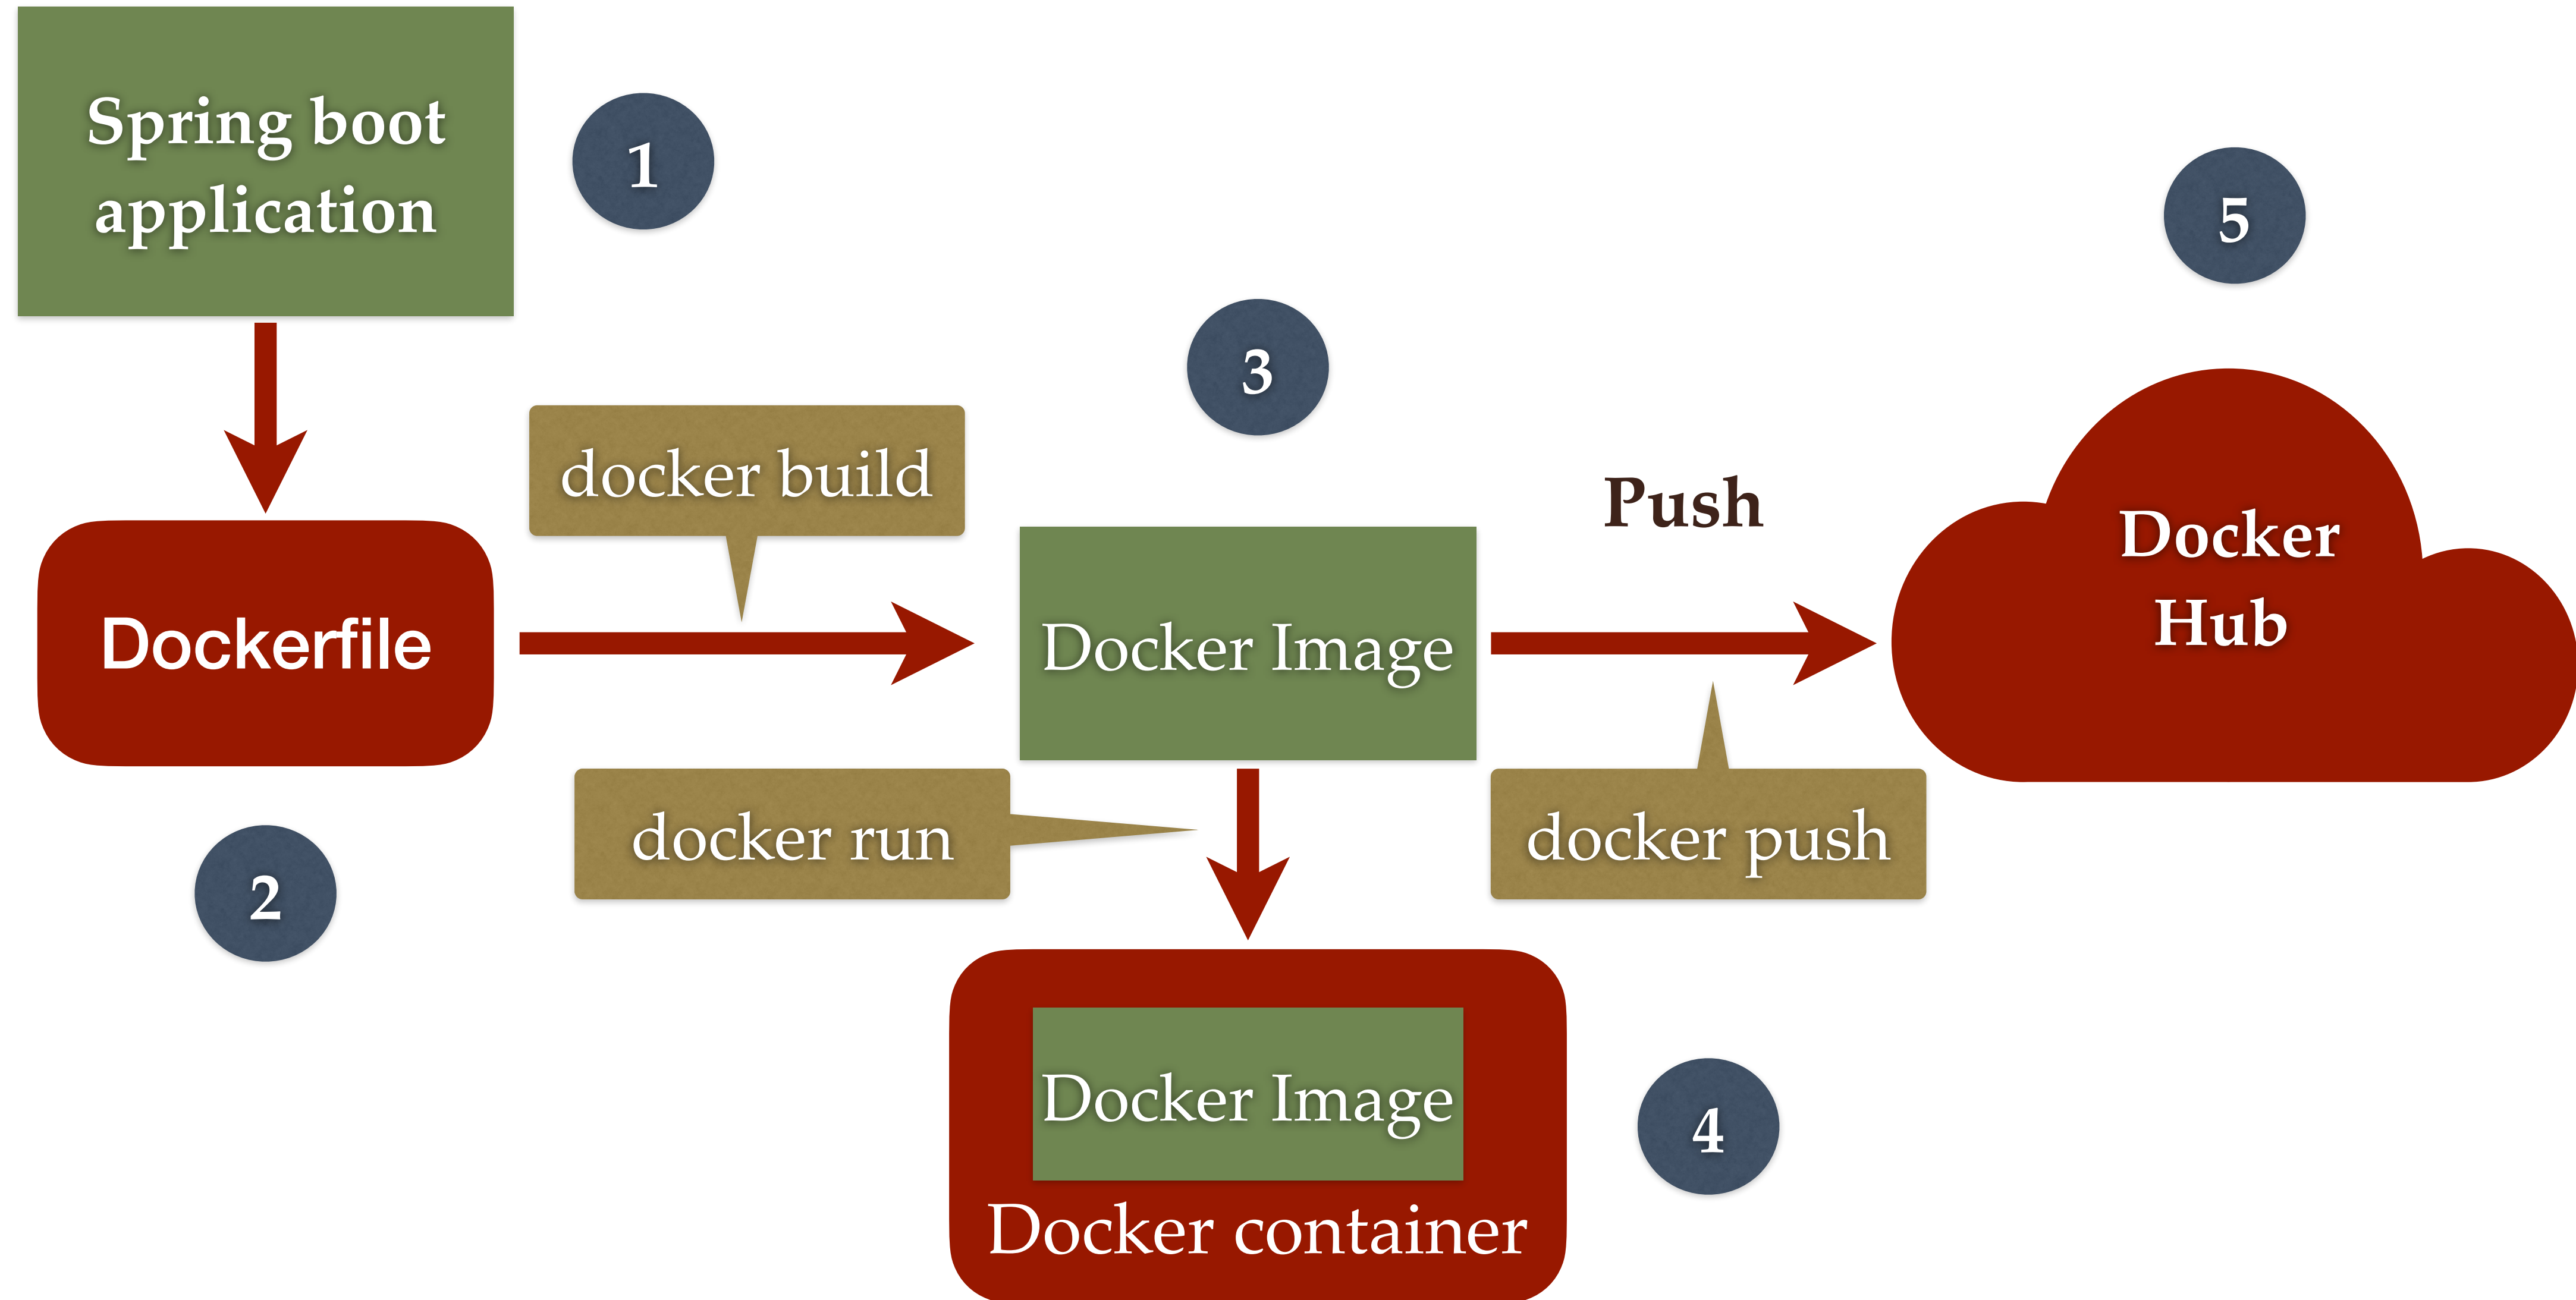 Spring boot
application
1
5
3
docker build
Push
Docker
Hub
Dockerfile
Docker Image
docker run
docker push
2
Docker Image
4
Docker container